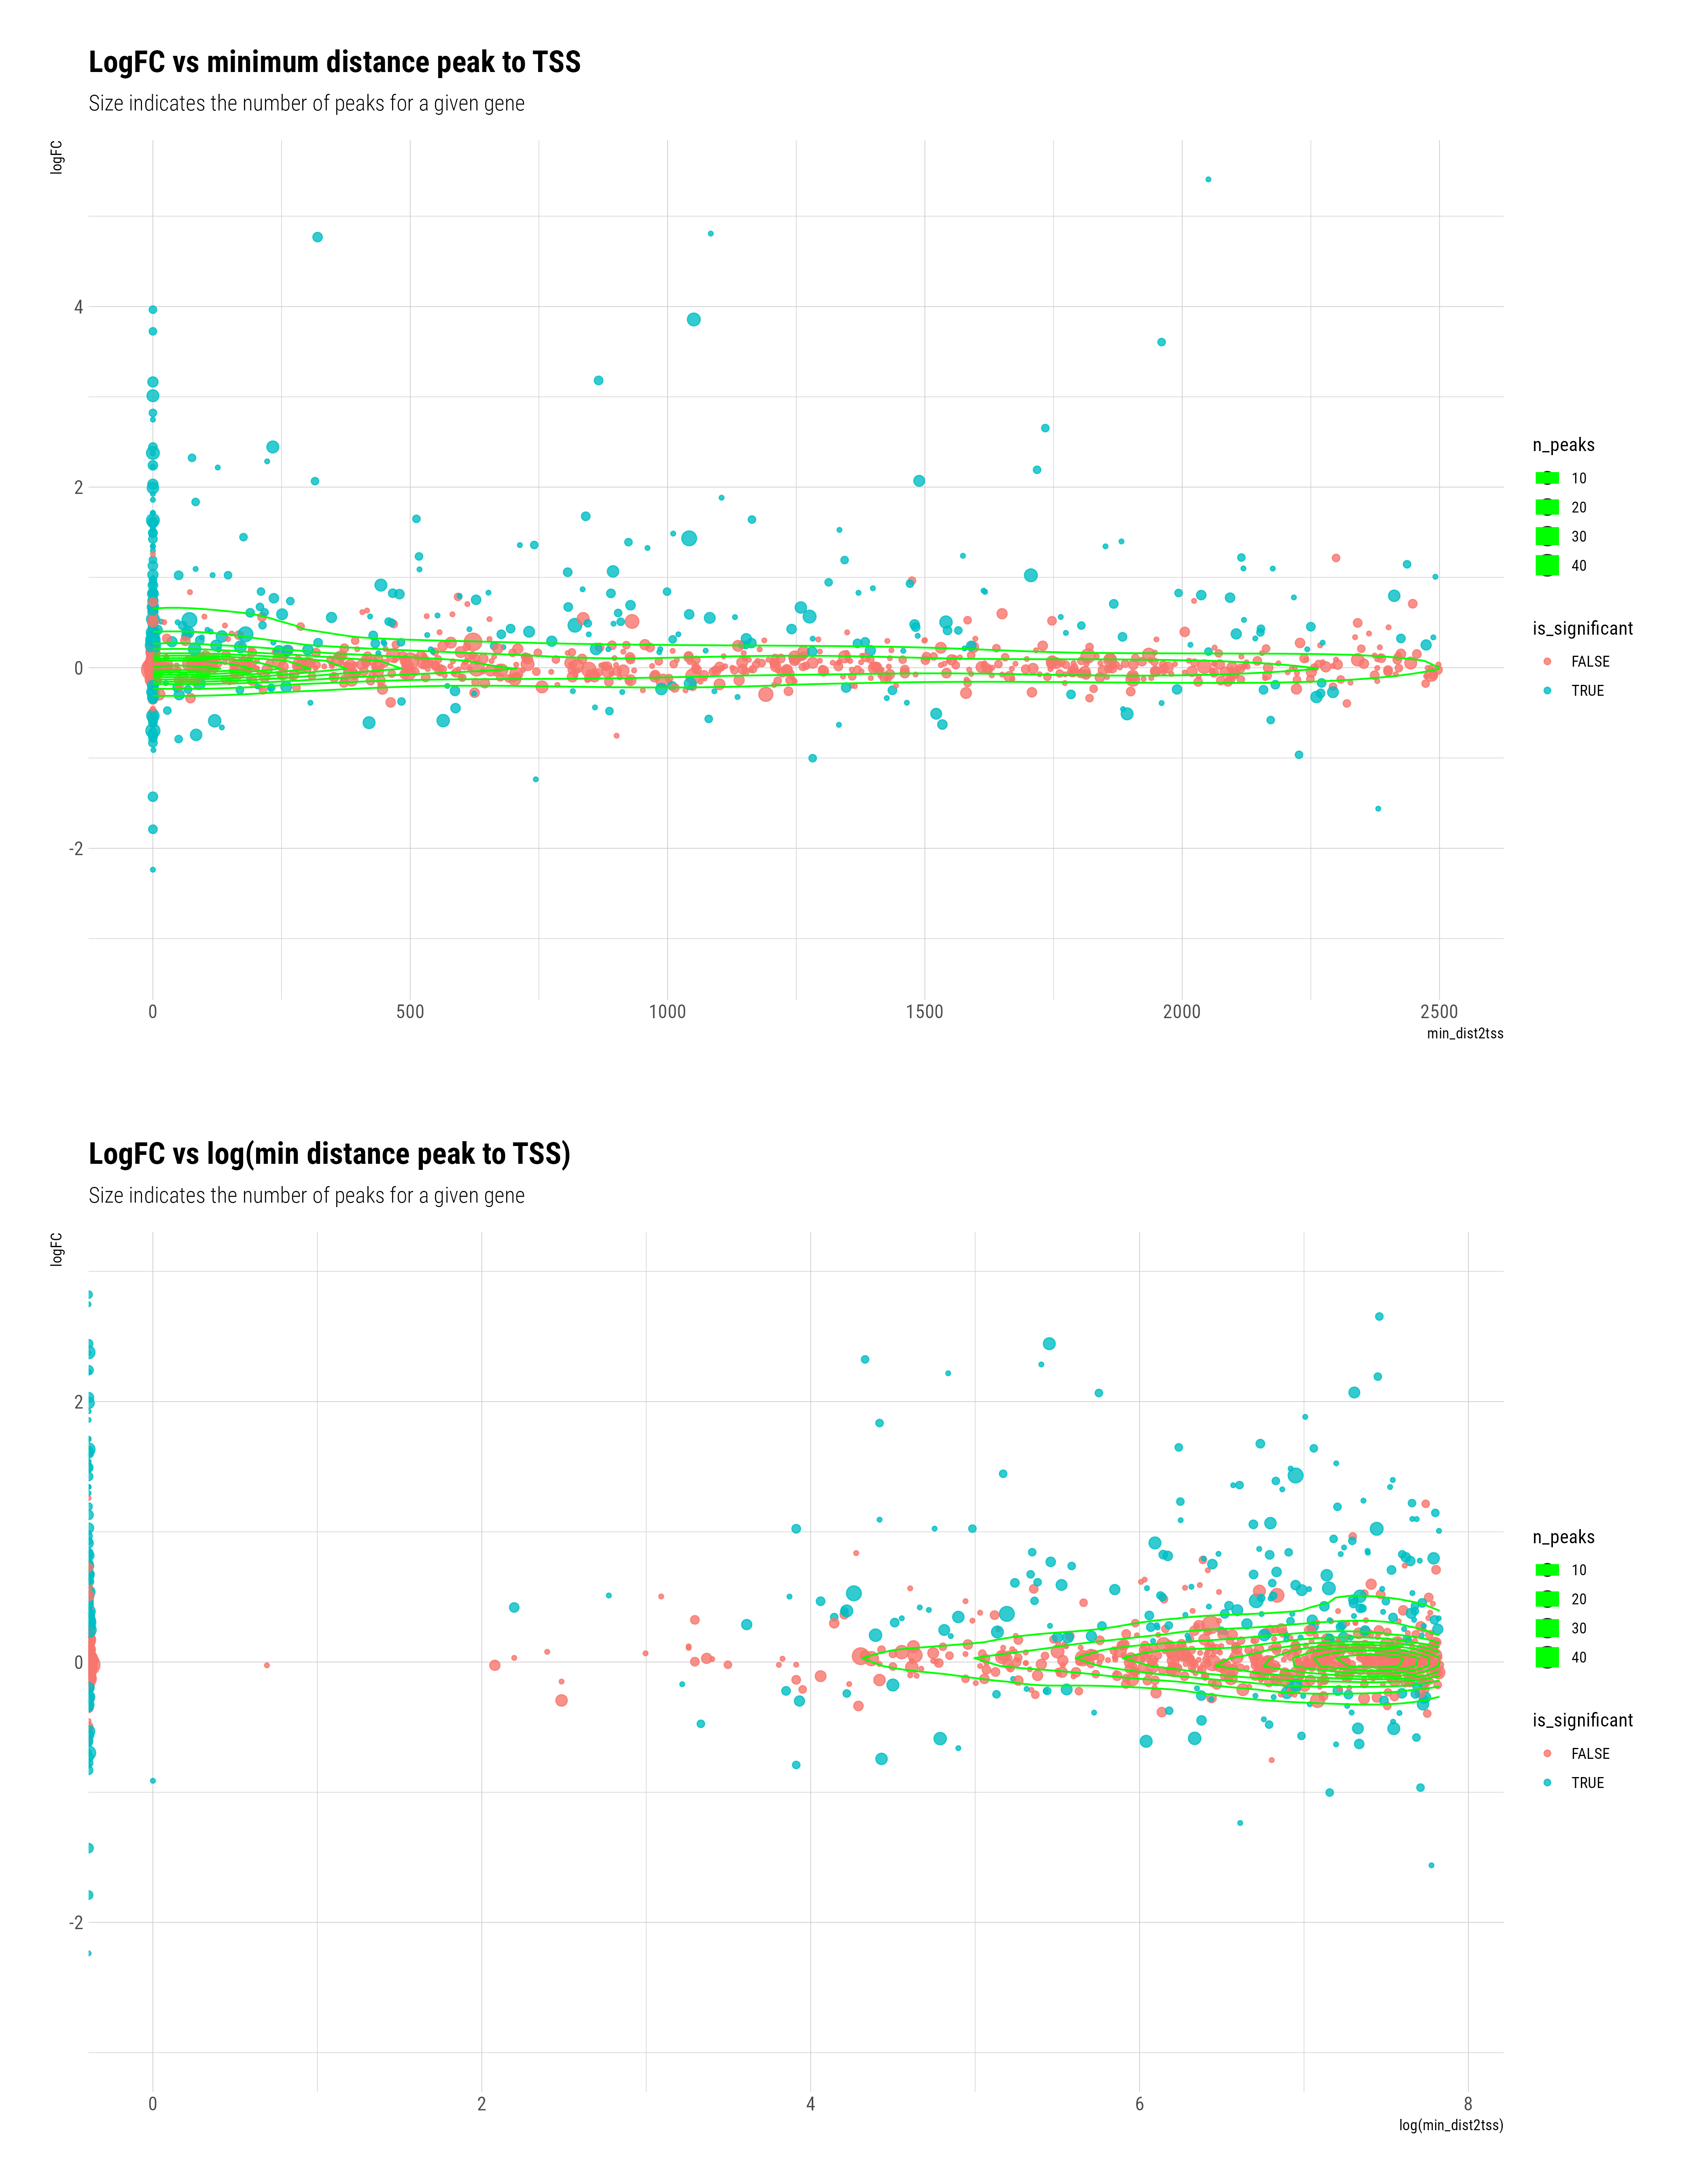 LogFC vs minimum distance peak to TSS
Size indicates the number of peaks for a given gene
logFC
4
2
0
-2
0 500 1000 1500 2000 2500
min_dist2tss
n_peaks
10
20
30
40
is_significant
FALSE
TRUE
LogFC vs log(min distance peak to TSS)
Size indicates the number of peaks for a given gene
logFC
2
0
-2
0 2 4 6 8
log(min_dist2tss)
n_peaks
10
20
30
40
is_significant
FALSE
TRUE